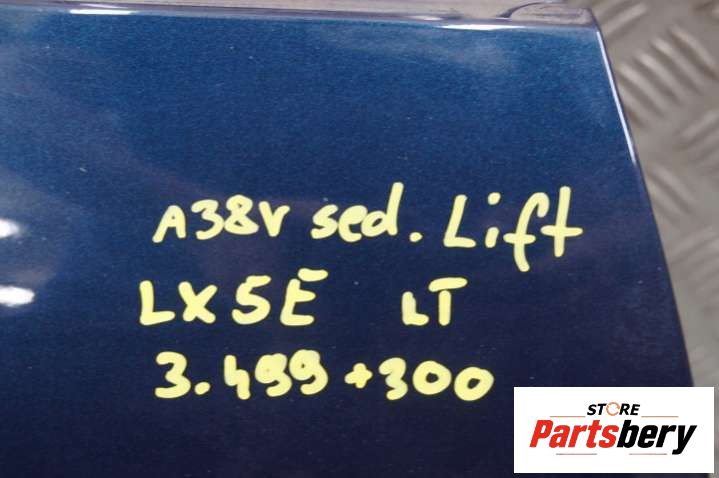 A38V sed. Lift
LX5E LT
3.499+300
STORE
Partsbery